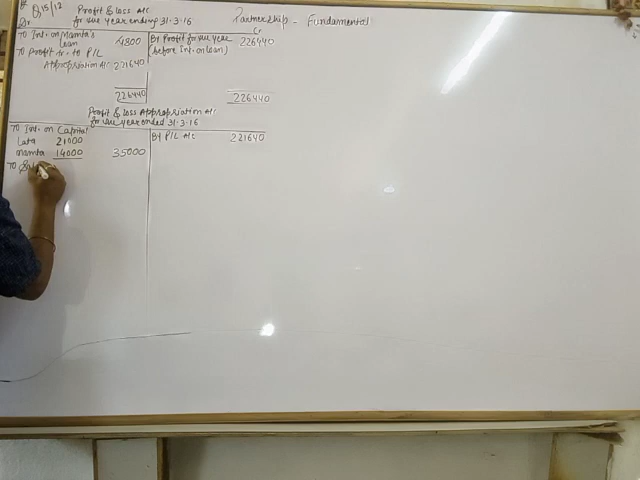 # Q 15/12 Profit & Loss A/c
for the year ending 31-3-16
Partnership - Fundamental
Dr
Cr
To Int. on Mamta's Loan 4800
By Profit for the year (before Int. on loan) 226440
To Profit tr. to P/L Appropriation A/c 221640
226440 226440
Profit & Loss Appropriation A/c
for the year ended 31-3-16
To Int. on Capital
By P/L A/c 221640
Lata 21000
Mamta 14000 35000
To